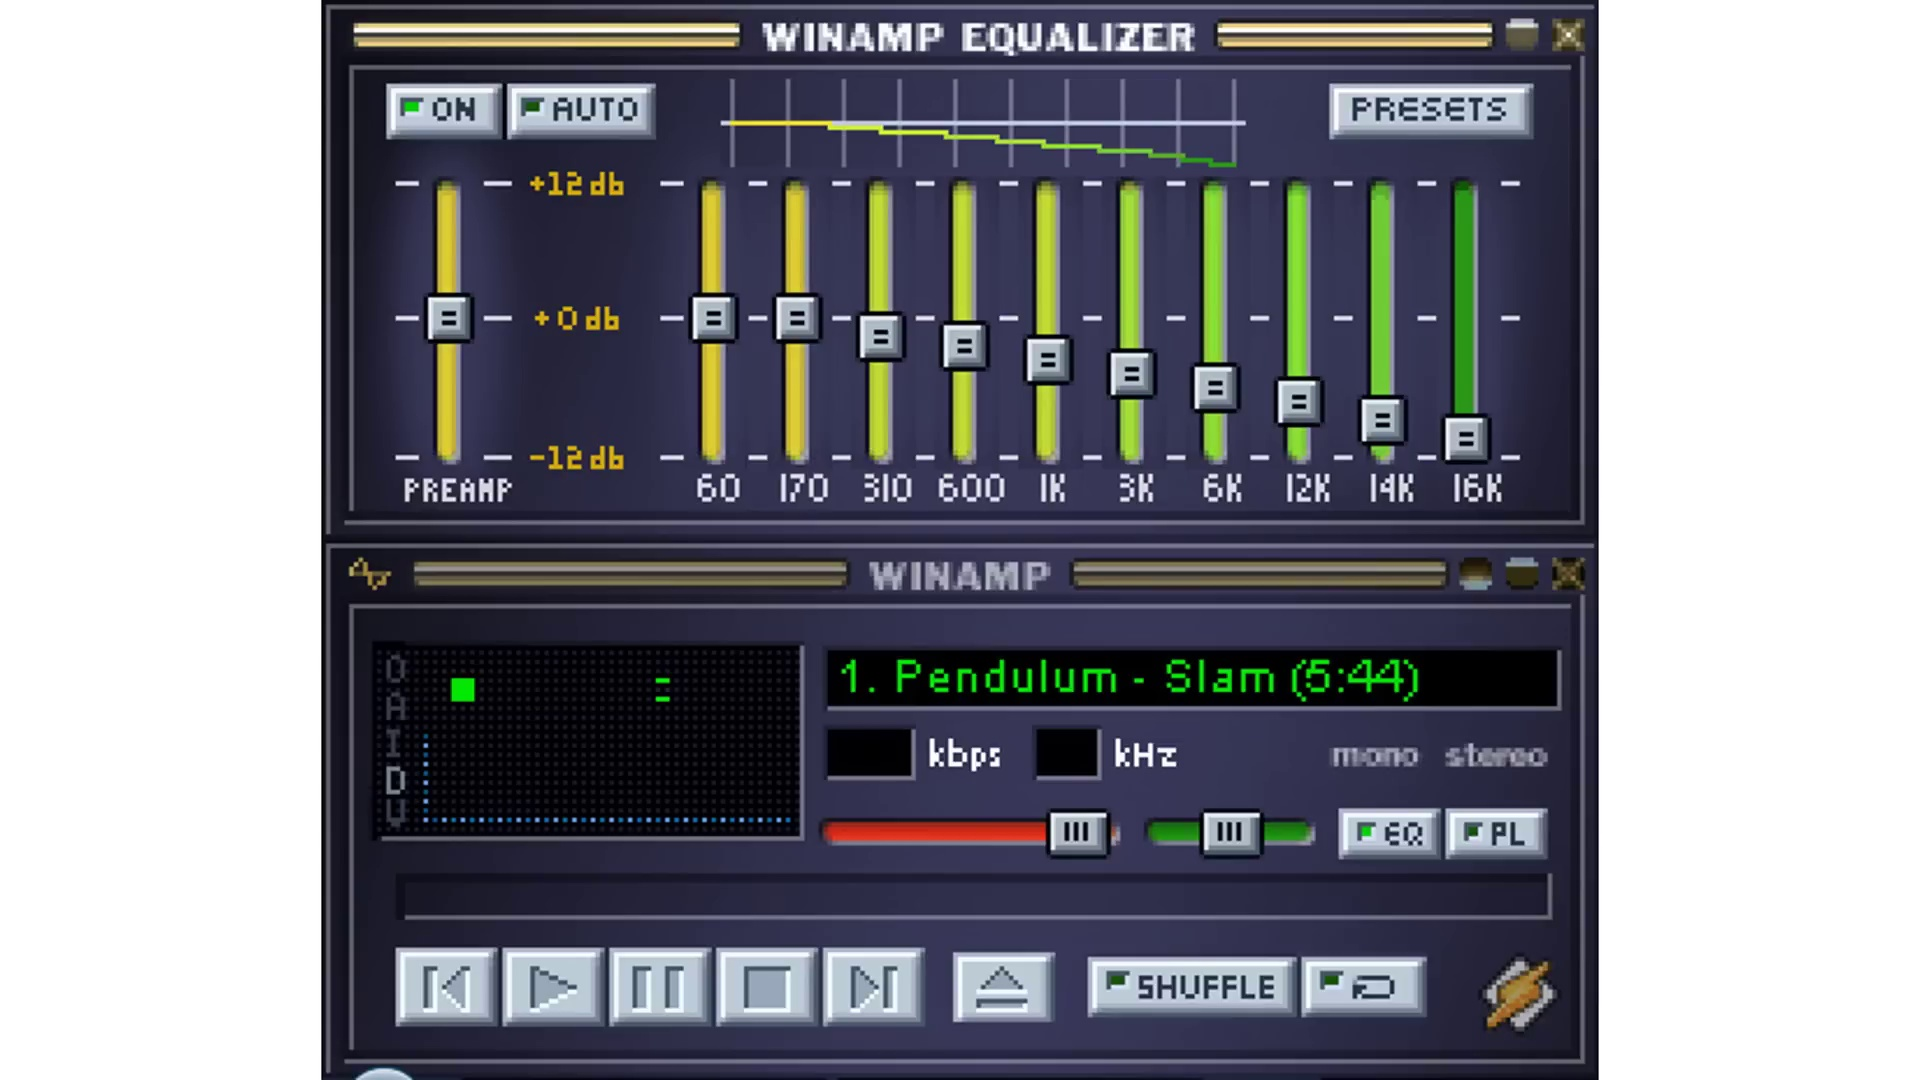 WINAMP EQUALIZER
ON AUTO PRESETS
+12 db
+0 db
-12 db
PREAMP 60 170 310 600 1K 3K 6K 12K 14K 16K
WINAMP
O
A
I
D
V
1. Pendulum - Slam (5:44)
kbps kHz mono stereo
EQ PL
SHUFFLE